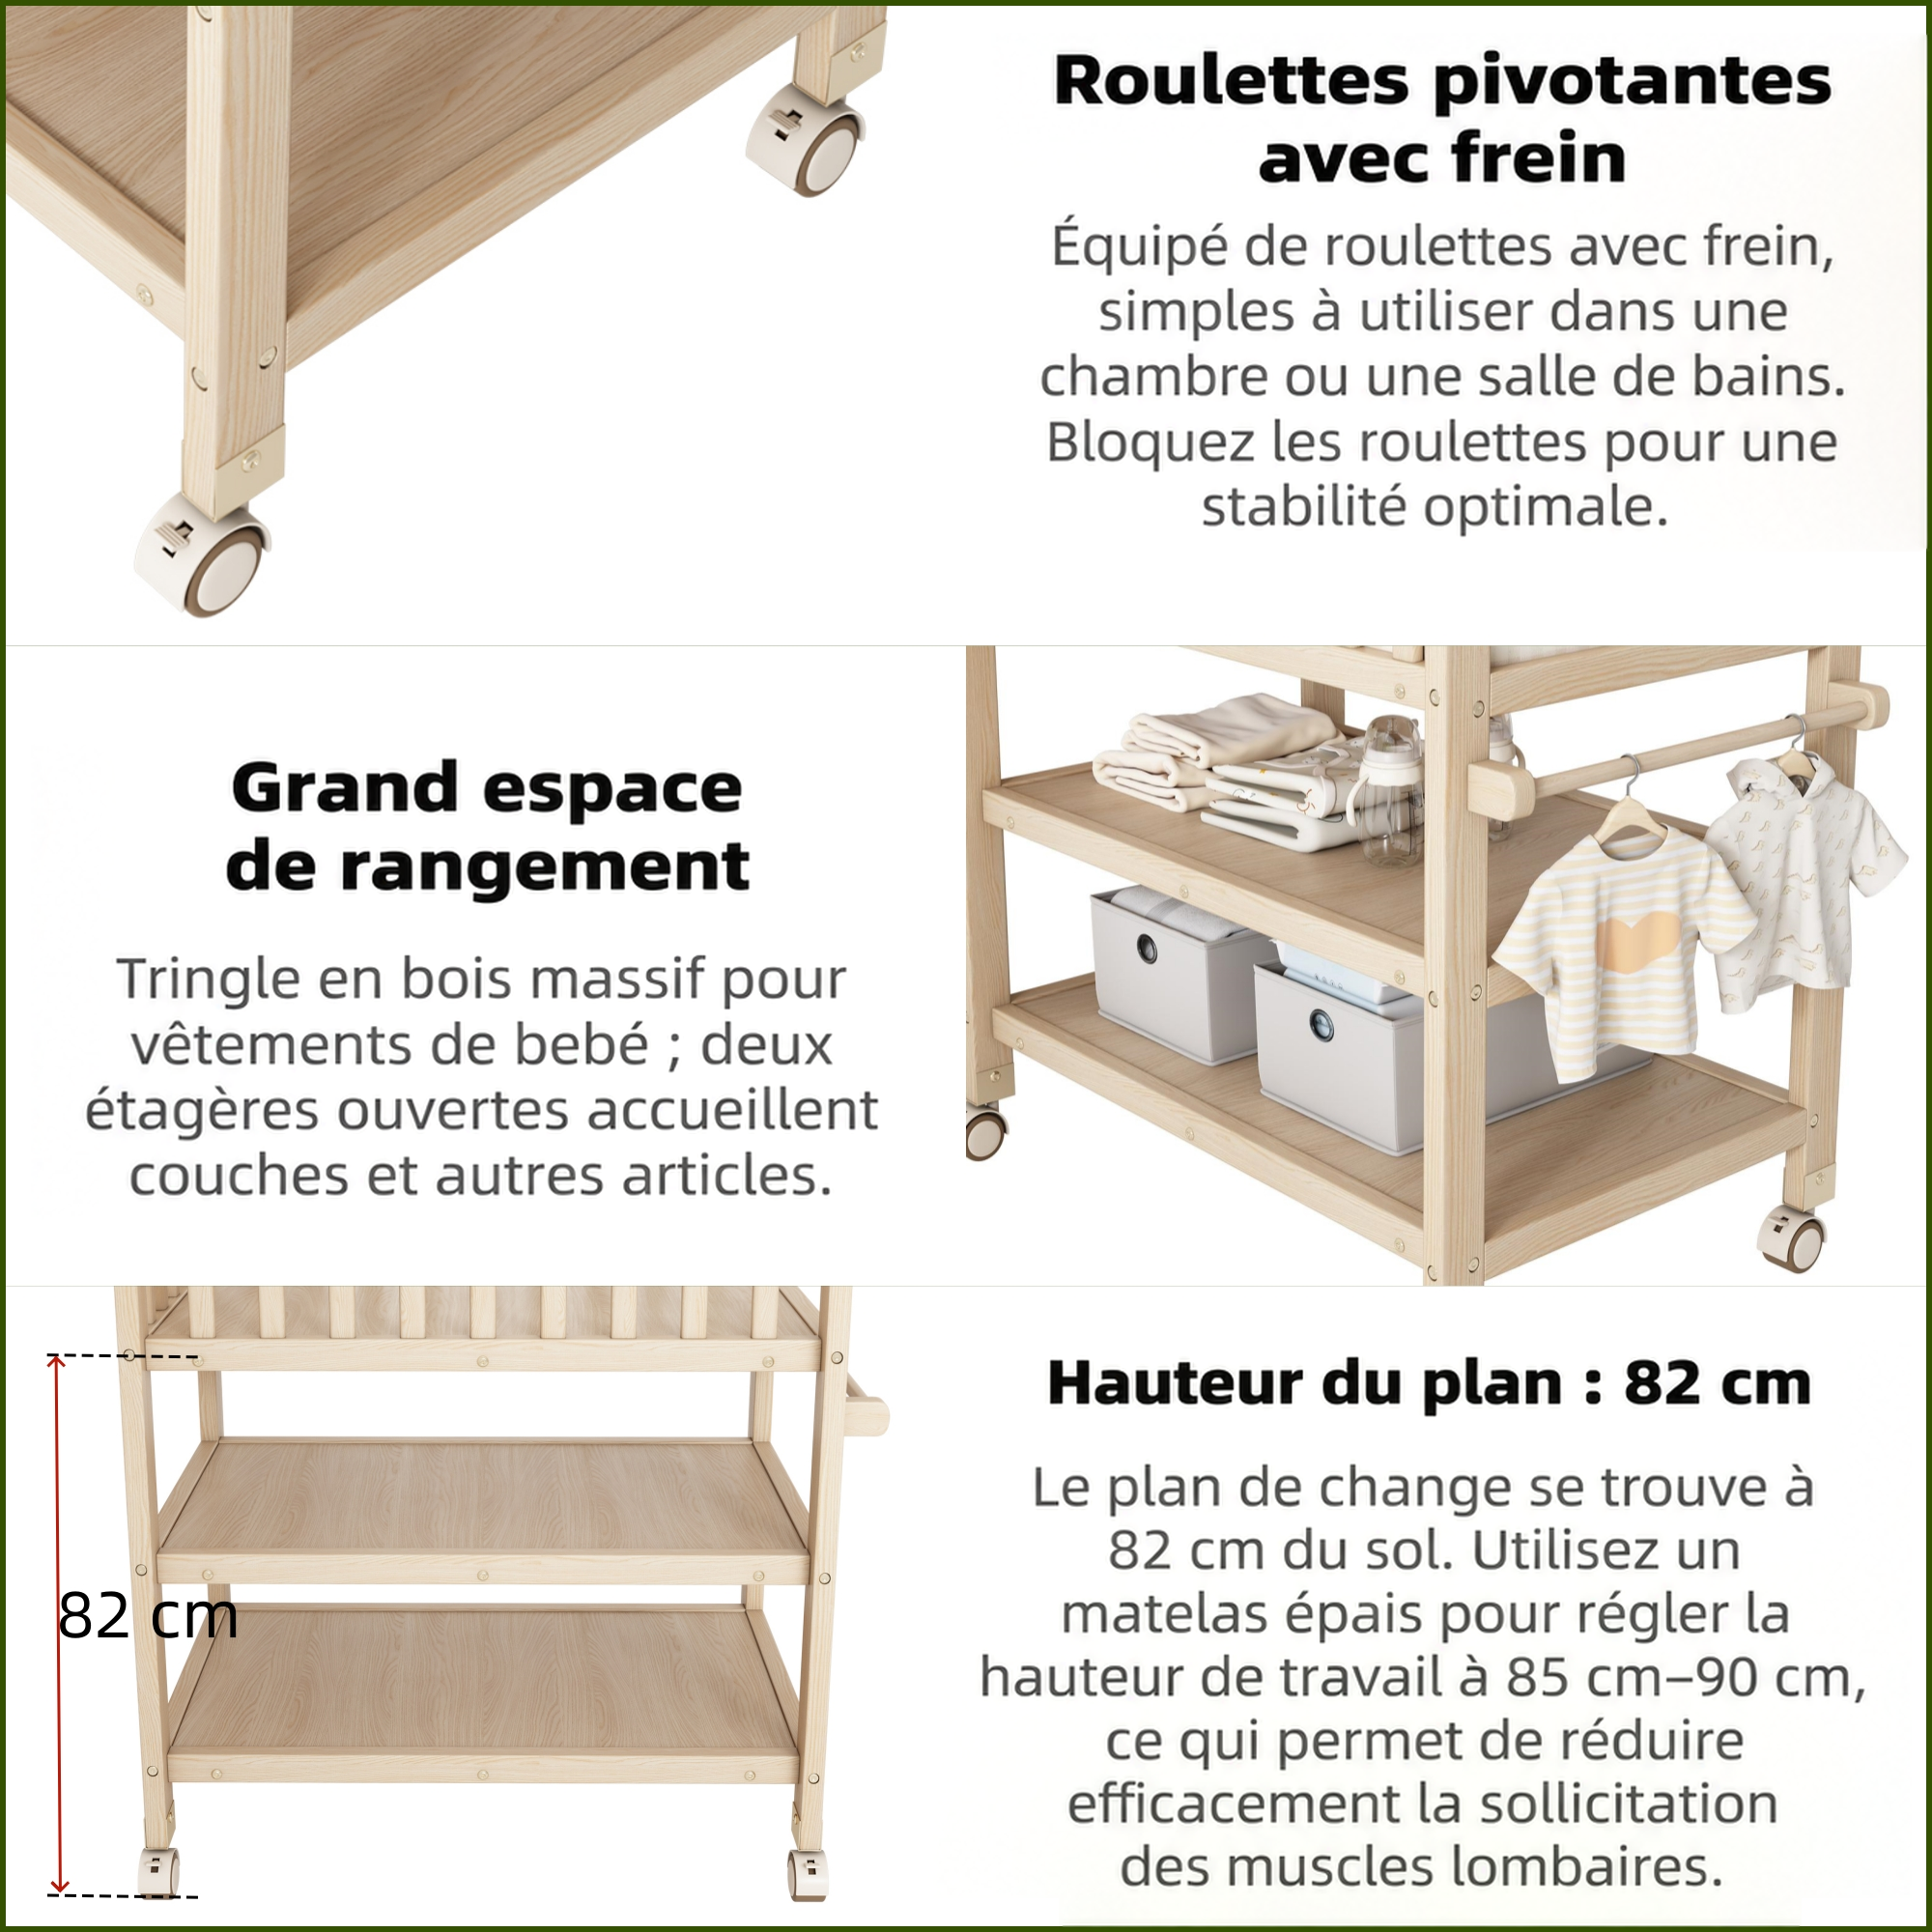 Roulettes pivotantes
avec frein
Équipé de roulettes avec frein,
simples à utiliser dans une
chambre ou une salle de bains.
Bloquez les roulettes pour une
stabilité optimale.
Grand espace
de rangement
Tringle en bois massif pour
vêtements de bebé ; deux
étagères ouvertes accueillent
couches et autres articles.
82 cm
Hauteur du plan : 82 cm
Le plan de change se trouve à
82 cm du sol. Utilisez un
matelas épais pour régler la
hauteur de travail à 85 cm–90 cm,
ce qui permet de réduire
efficacement la sollicitation
des muscles lombaires.